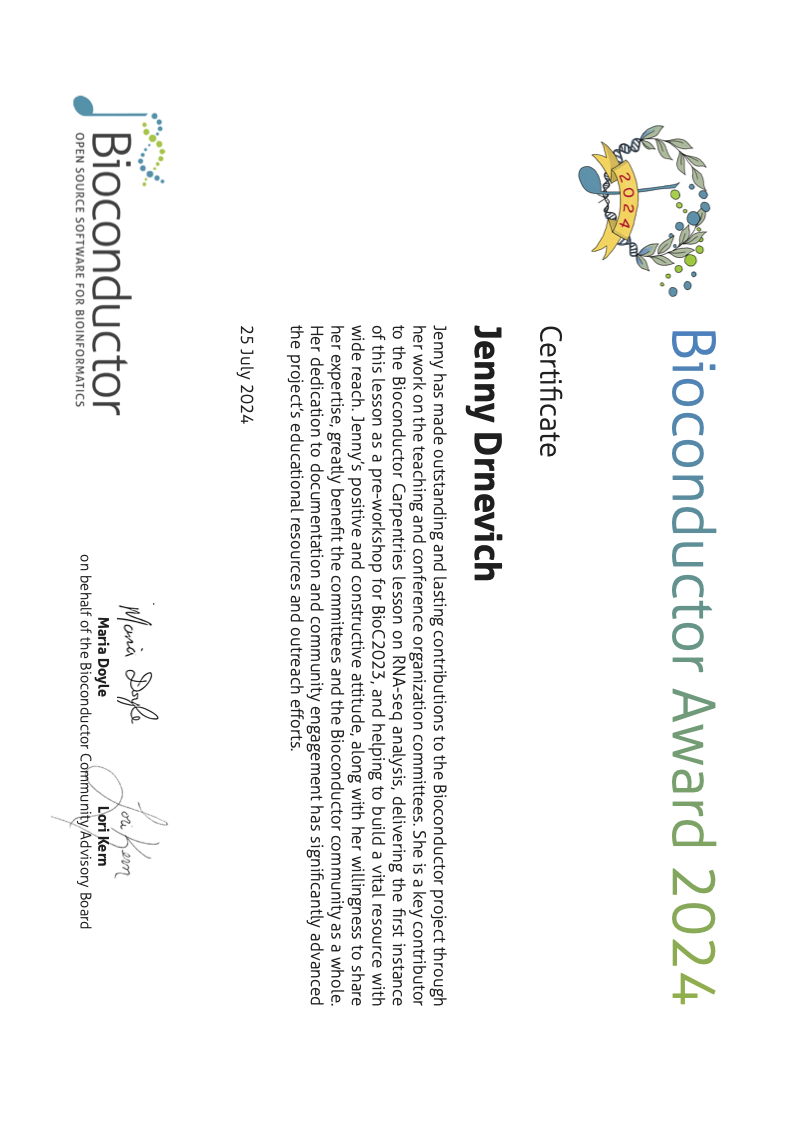 2024
Bioconductor Award 2024
Certificate
Jenny Drnevich
Jenny has made outstanding and lasting contributions to the Bioconductor project through
her work on the teaching and conference organization committees. She is a key contributor
to the Bioconductor Carpentries lesson on RNA-seq analysis, delivering the first instance
of this lesson as a pre-workshop for BioC2023, and helping to build a vital resource with
wide reach. Jenny's positive and constructive attitude, along with her willingness to share
her expertise, greatly benefit the committees and the Bioconductor community as a whole.
Her dedication to documentation and community engagement has significantly advanced
the project's educational resources and outreach efforts.
25 July 2024
Bioconductor
OPEN SOURCE SOFTWARE FOR BIOINFORMATICS
Maria Doyle Lori Kern
Maria Doyle Lori Kern
on behalf of the Bioconductor Community Advisory Board